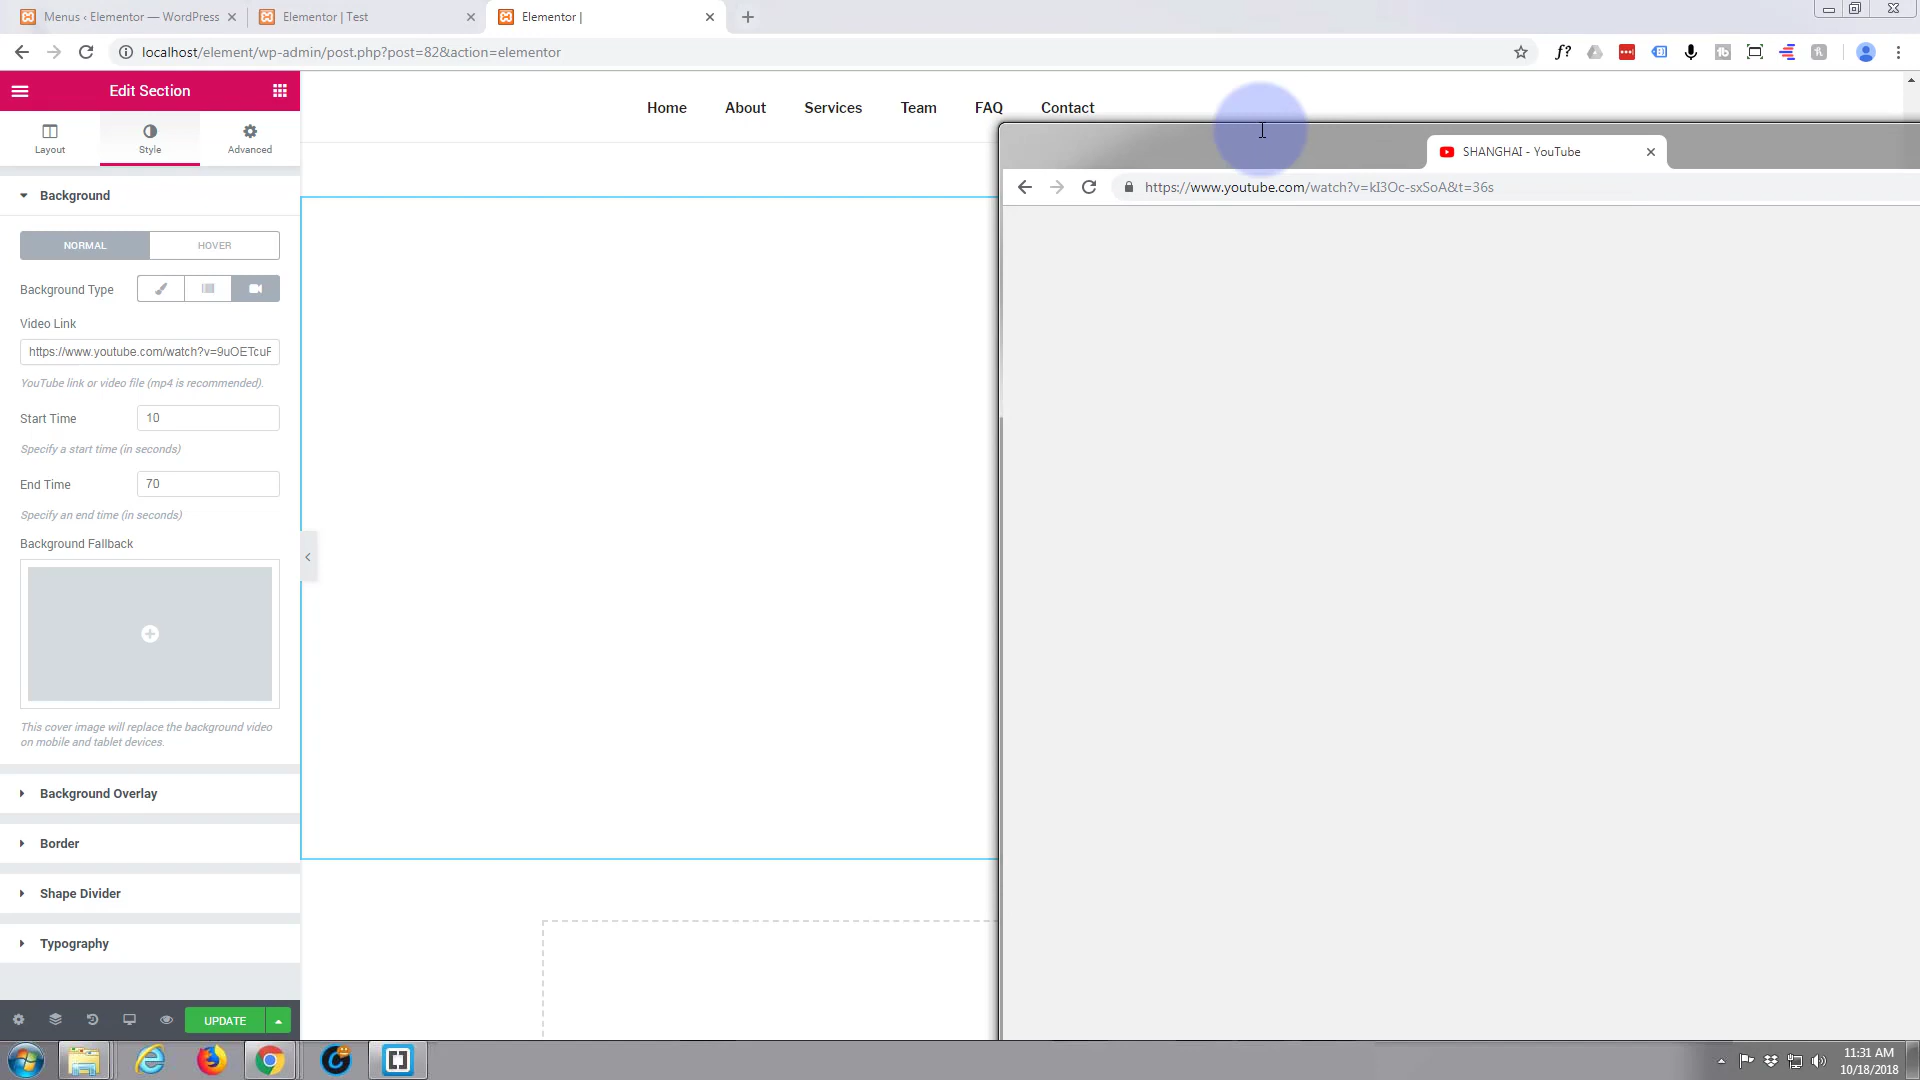 Menus ‹ Elementor — WordPress
Elementor | Test
Elementor |
localhost/element/wp-admin/post.php?post=82&action=elementor
f?
Edit Section
Layout
Style
Advanced
Home
About
Services
Team
FAQ
Contact
SHANGHAI - YouTube
https://www.youtube.com/watch?v=kI3Oc-sxSoA&t=36s
Background
NORMAL
HOVER
Background Type
Video Link
https://www.youtube.com/watch?v=9uOETcuF
YouTube link or video file (mp4 is recommended).
Start Time
10
Specify a start time (in seconds)
End Time
70
Specify an end time (in seconds)
Background Fallback
This cover image will replace the background video
on mobile and tablet devices.
Background Overlay
Border
Shape Divider
Typography
UPDATE
11:31 AM
10/18/2018